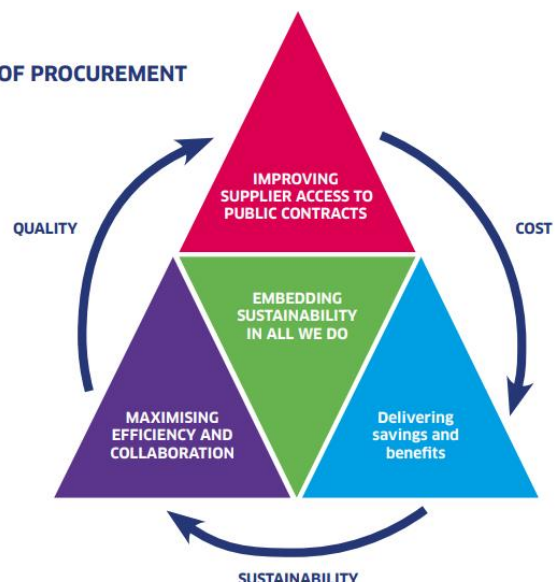 OF PROCUREMENT
IMPROVING
SUPPLIER ACCESS TO
PUBLIC CONTRACTS
QUALITY
COST
EMBEDDING
SUSTAINABILITY
IN ALL WE DO
MAXIMISING
EFFICIENCY AND
COLLABORATION
Delivering
savings and
benefits
SUSTAINABILITY